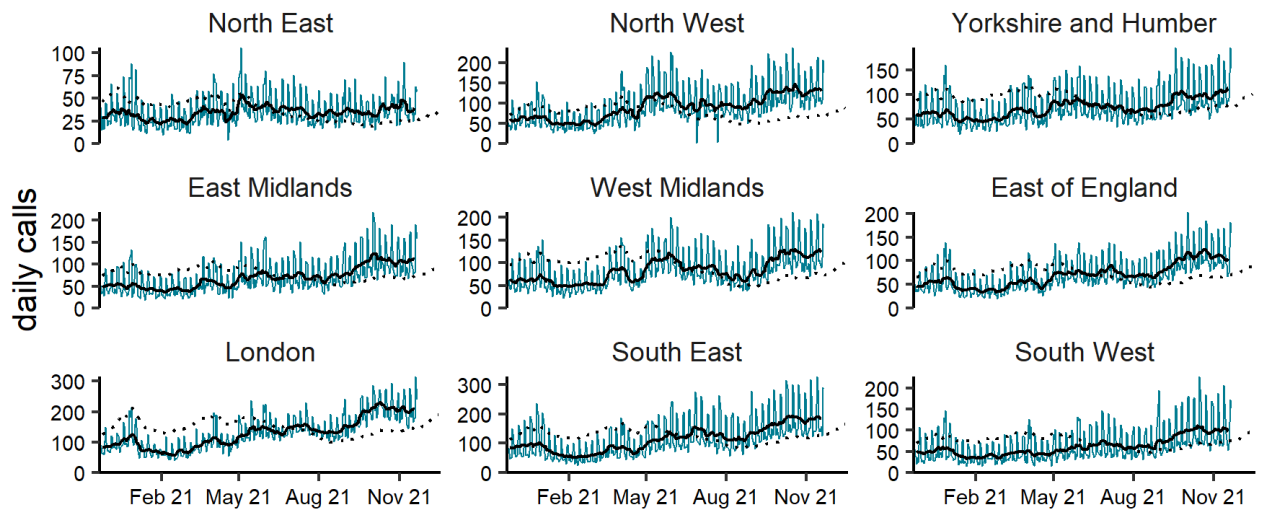 North East North West Yorkshire and Humber
100 75 50 25 0
200 150 100 50 0
150 100 50 0
daily calls
East Midlands West Midlands East of England
200 150 100 50 0
200 150 100 50 0
200 150 100 50 0
London South East South West
300 200 100 0
300 200 100 0
200 150 100 50 0
Feb 21 May 21 Aug 21 Nov 21 Feb 21 May 21 Aug 21 Nov 21 Feb 21 May 21 Aug 21 Nov 21